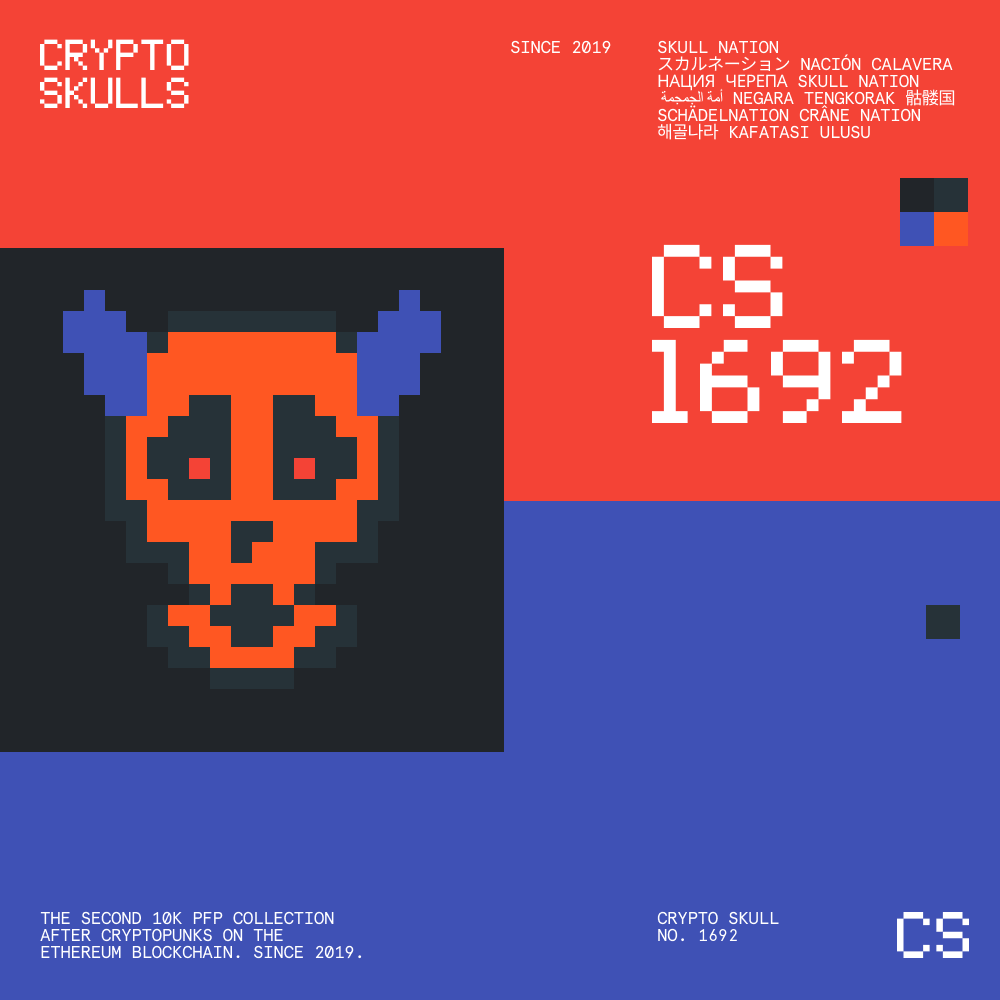 CRYPTO
SKULLS
SINCE 2019
SKULL NATION
スカルネーション NACIÓN CALAVERA
НАЦИЯ ЧЕРЕПА SKULL NATION
أمة الجمجمة NEGARA TENGKORAK 骷髅国
SCHÄDELNATION CRÂNE NATION
해골나라 KAFATASI ULUSU
CS
1692
THE SECOND 10K PFP COLLECTION
AFTER CRYPTOPUNKS ON THE
ETHEREUM BLOCKCHAIN. SINCE 2019.
CRYPTO SKULL
NO. 1692
CS